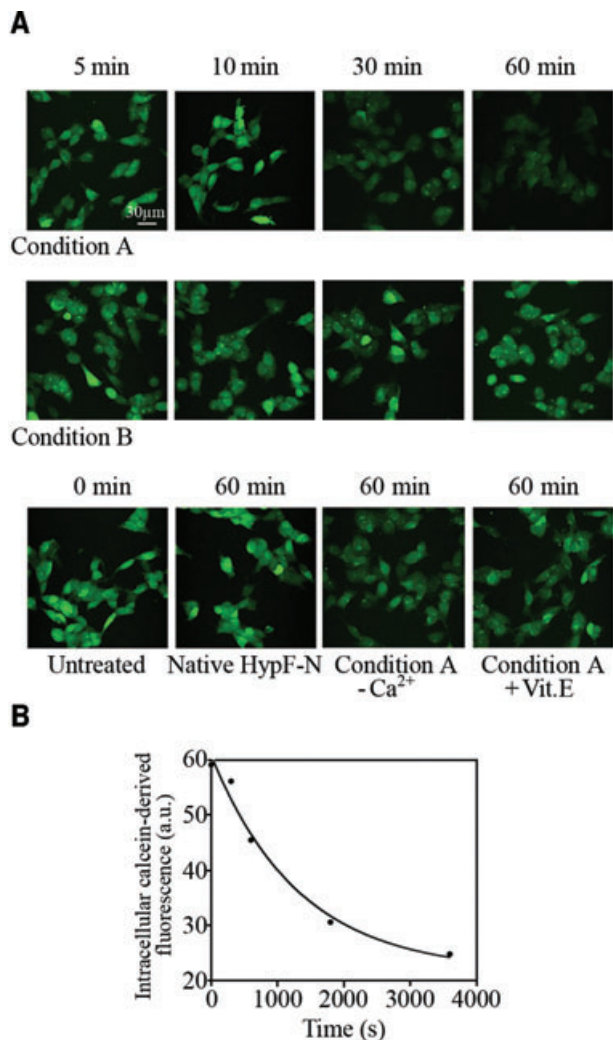 A
5 min 10 min 30 min 60 min
30µm
Condition A
Condition B
0 min 60 min 60 min 60 min
Untreated Native HypF-N Condition A Condition A
- Ca²⁺ + Vit.E
B
Intracellular calcein-derived
fluorescence (a.u.)
60
50
40
30
20
0 1000 2000 3000 4000
Time (s)